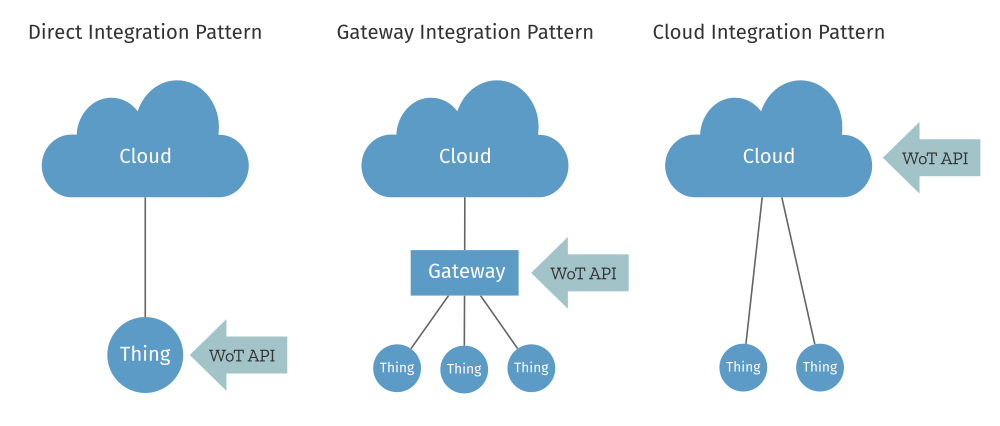 Direct Integration Pattern
Cloud
Thing
WoT API
Gateway Integration Pattern
Cloud
Gateway
WoT API
Thing
Thing
Thing
Cloud Integration Pattern
Cloud
WoT API
Thing
Thing